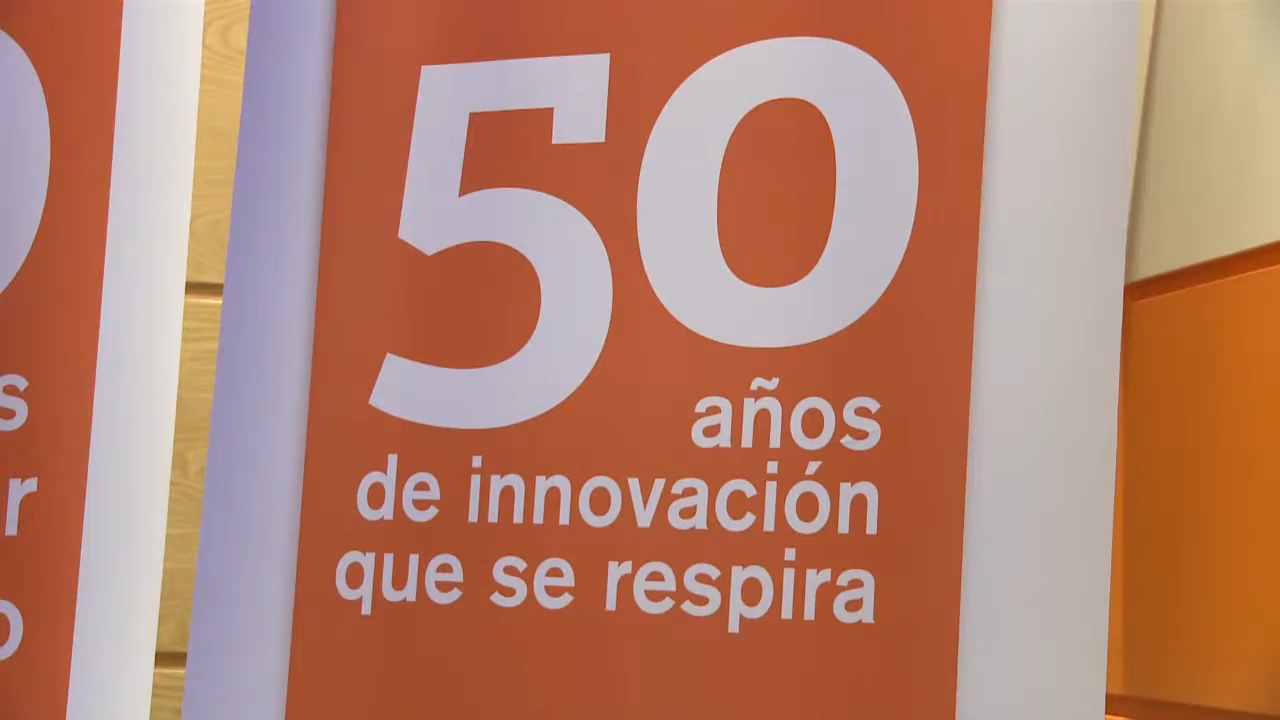 50
años
de innovación
que se respira